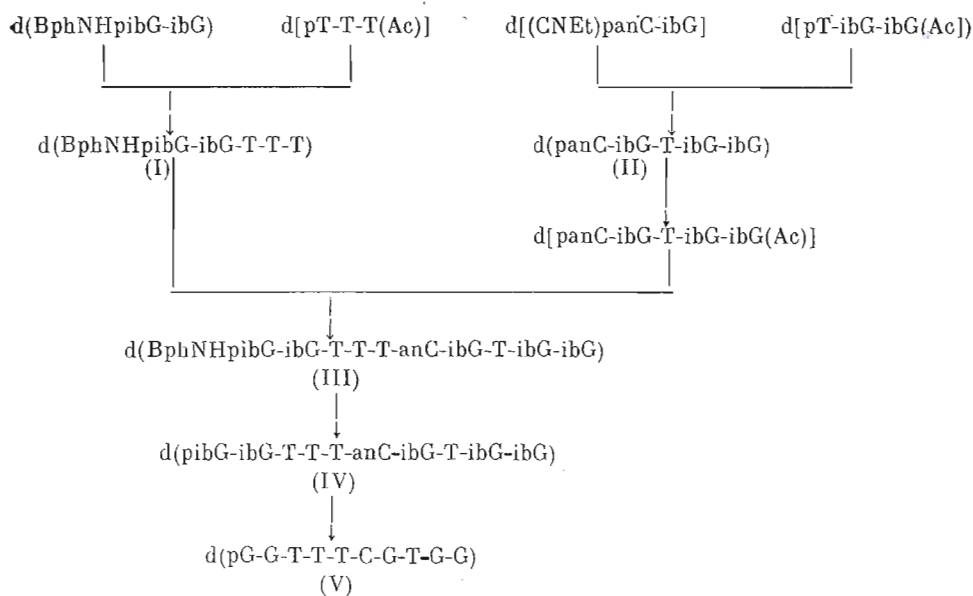 d(BphNHpibG-ibG) d[pT-T-T(Ac)] d[(CNEt)panC-ibG] d[pT-ibG-ibG(Ac])
d(BphNHpibG-ibG-T-T-T) d(panC-ibG-T-ibG-ibG)
(I) (II)
d[panC-ibG-T-ibG-ibG(Ac)]
d(BphNHpibG-ibG-T-T-T-anC-ibG-T-ibG-ibG)
(III)
d(pibG-ibG-T-T-T-anC-ibG-T-ibG-ibG)
(IV)
d(pG-G-T-T-T-C-G-T-G-G)
(V)